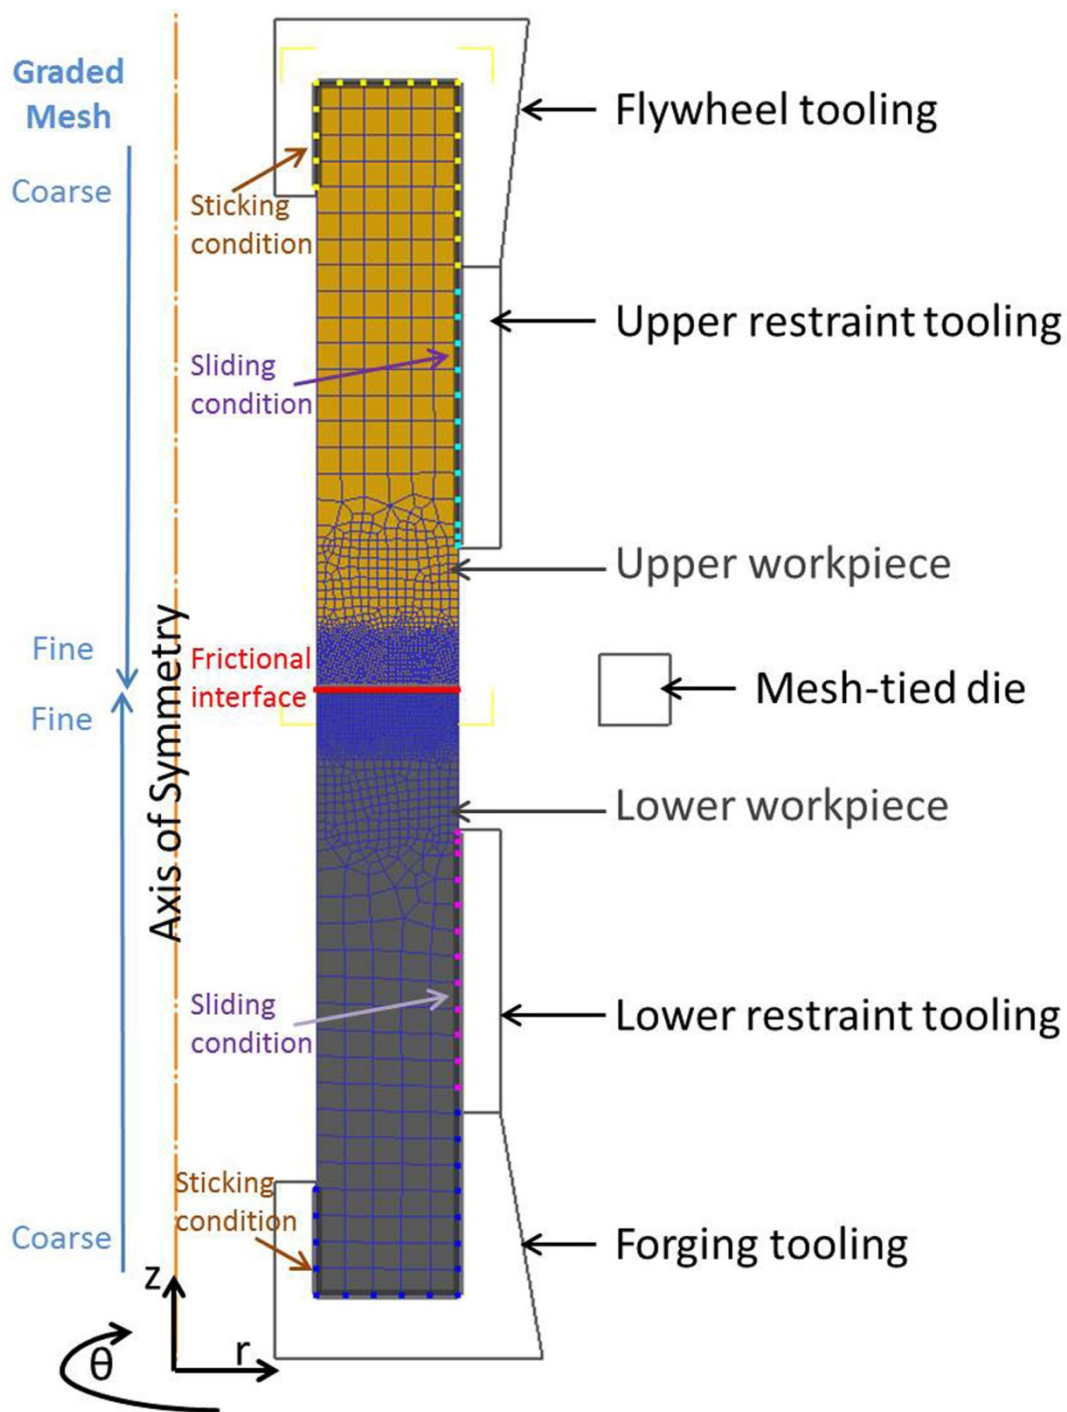 Graded
Mesh
Coarse
Flywheel tooling
Sticking
condition
Upper restraint tooling
Sliding
condition
Upper workpiece
Axis of Symmetry
Fine
Frictional
interface
Fine
Mesh-tied die
Lower workpiece
Sliding
condition
Lower restraint tooling
Sticking
condition
Coarse
Forging tooling
z
r
θ